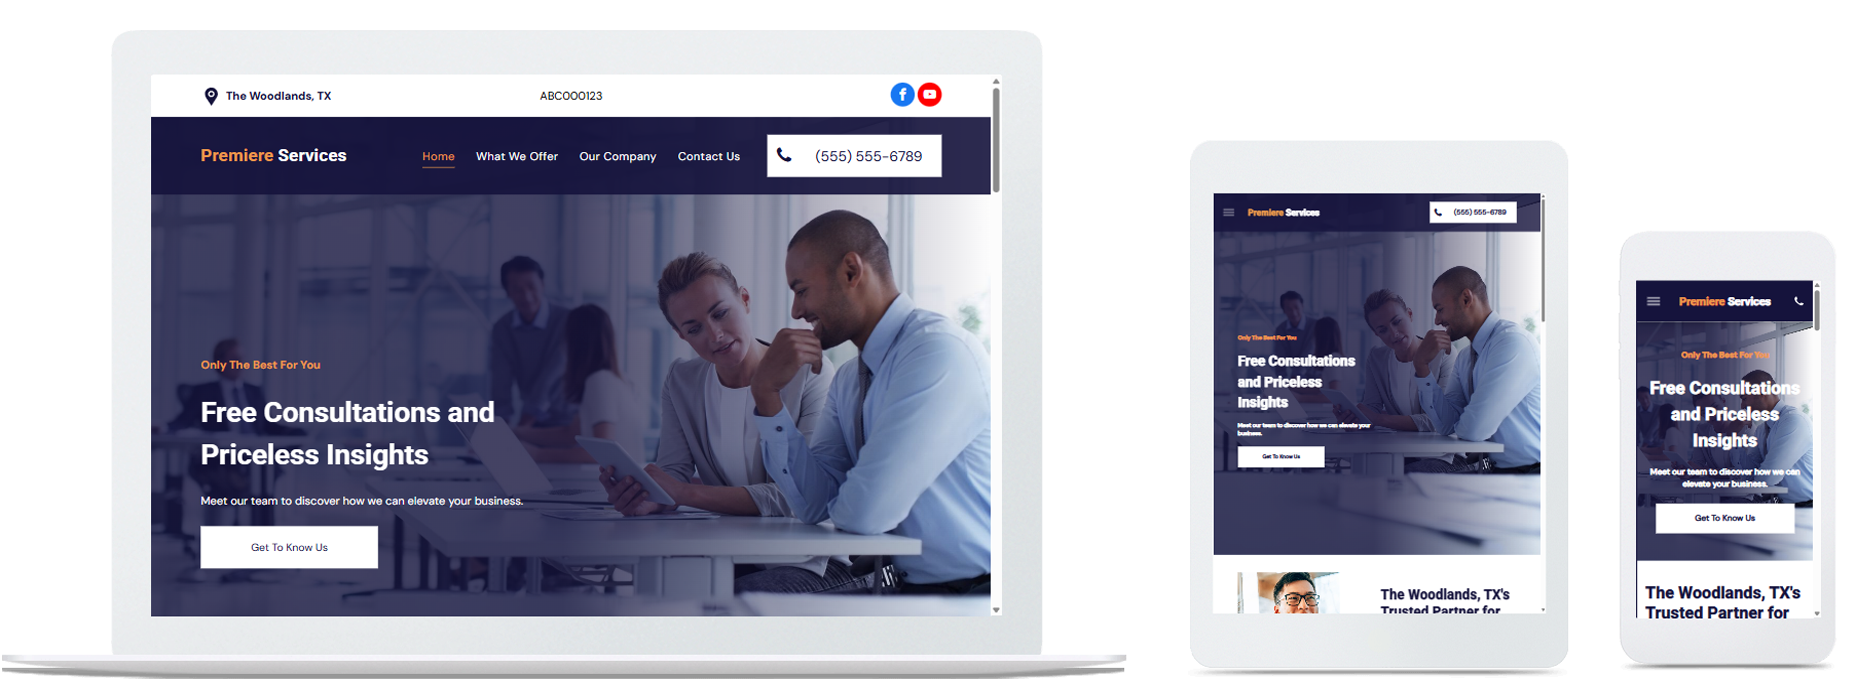 The Woodlands, TX
ABC000123
Premiere Services
Home
What We Offer
Our Company
Contact Us
(555) 555-6789
Only The Best For You
Free Consultations and
Priceless Insights
Meet our team to discover how we can elevate your business.
Get To Know Us
Premiere Services
(555) 555-6789
Only The Best For You
Free Consultations
and Priceless
Insights
Meet our team to discover how we can elevate your
business.
Get To Know Us
The Woodlands, TX's
Trusted Partner for
Premiere Services
Only The Best For You
Free Consultations
and Priceless
Insights
Meet our team to discover how we can
elevate your business.
Get To Know Us
The Woodlands, TX's
Trusted Partner for